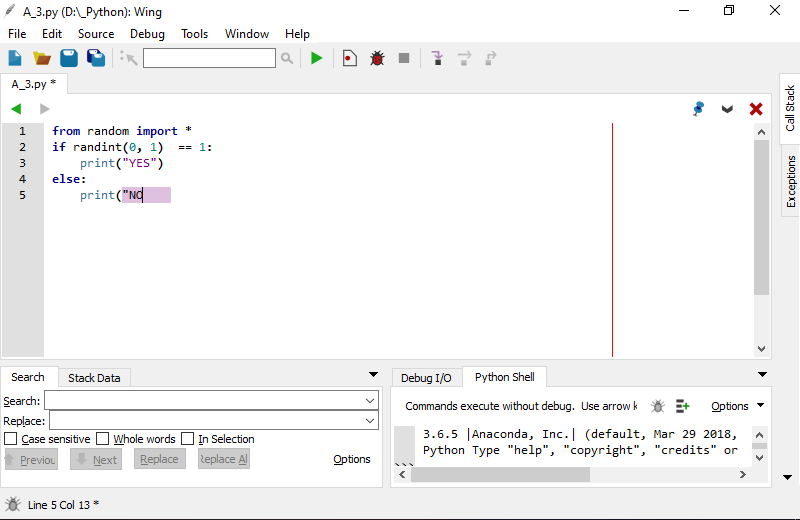 A_3.py (D:\_Python): Wing
File Edit Source Debug Tools Window Help
A_3.py *
1 from random import *
2 if randint(0, 1)  == 1:
3     print("YES")
4 else:
5     print("NO
Call Stack
Exceptions
Search Stack Data
Search:
Replace:
Case sensitive Whole words In Selection
Previou Next Replace Replace Al Options
Debug I/O Python Shell
Commands execute without debug. Use arrow k Options
3.6.5 |Anaconda, Inc.| (default, Mar 29 2018,
Python Type "help", "copyright", "credits" or
>>>
Line 5 Col 13 *